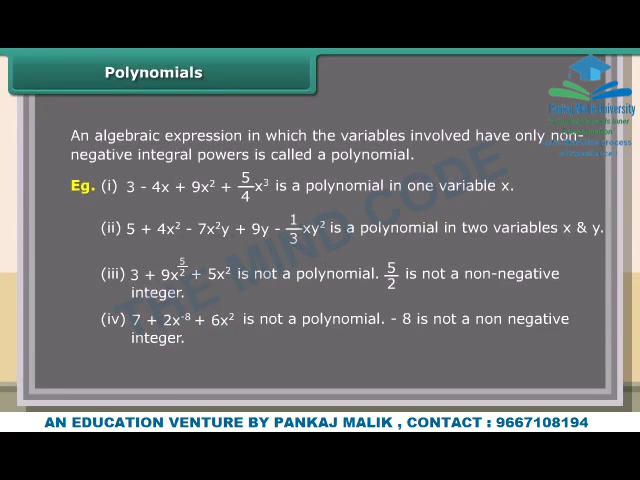 Polynomials
Pankaj Malik University
An algebraic expression in which the variables involved have only non-
negative integral powers is called a polynomial.
Eg. (i) 3 - 4x + 9x² + 5/4 x³ is a polynomial in one variable x.
(ii) 5 + 4x² - 7x²y + 9y - 1/3 xy² is a polynomial in two variables x & y.
(iii) 3 + 9x^(5/2) + 5x² is not a polynomial. 5/2 is not a non-negative
integer.
(iv) 7 + 2x⁻⁸ + 6x² is not a polynomial. - 8 is not a non negative
integer.
THE MIND CODE
AN EDUCATION VENTURE BY PANKAJ MALIK , CONTACT : 9667108194